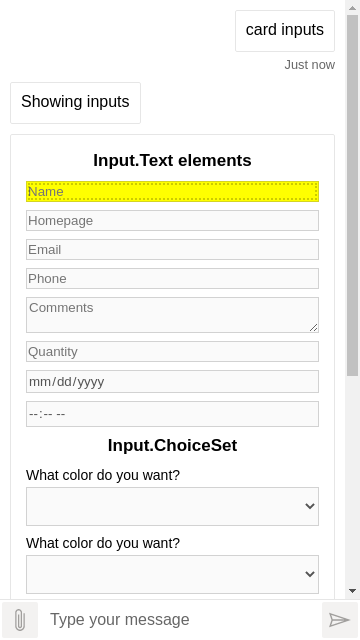 card inputs
Just now
Showing inputs
Input.Text elements
Name
Homepage
Email
Phone
Comments
Quantity
mm/dd/yyyy
--:-- --
Input.ChoiceSet
What color do you want?
What color do you want?
Type your message